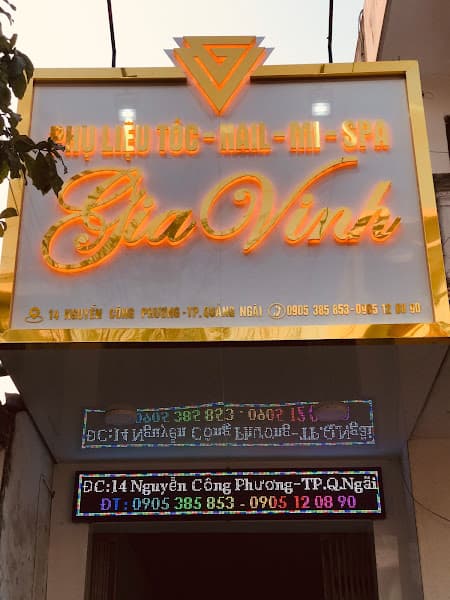 PHỤ LIỆU TÓC - NAIL - MI - SPA
Gia Vinh
14 NGUYỄN CÔNG PHƯƠNG - TP. QUẢNG NGÃI 0905 385 853 - 0905 12 08 90
ĐC:14 Nguyễn Công Phương-TP.Q.Ngãi
ĐT: 0905 385 853 - 0905 12 08 90